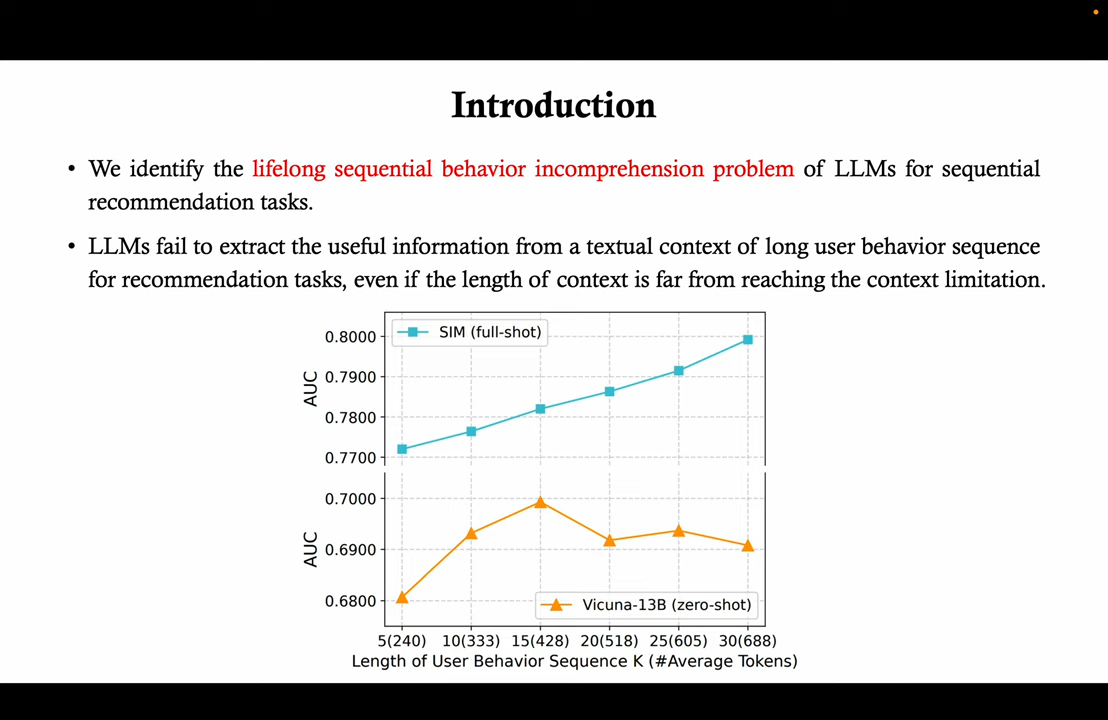 Introduction
• We identify the lifelong sequential behavior incomprehension problem of LLMs for sequential
recommendation tasks.
• LLMs fail to extract the useful information from a textual context of long user behavior sequence
for recommendation tasks, even if the length of context is far from reaching the context limitation.
SIM (full-shot)
AUC
0.8000
0.7900
0.7800
0.7700
AUC
0.7000
0.6900
0.6800
Vicuna-13B (zero-shot)
5(240) 10(333) 15(428) 20(518) 25(605) 30(688)
Length of User Behavior Sequence K (#Average Tokens)